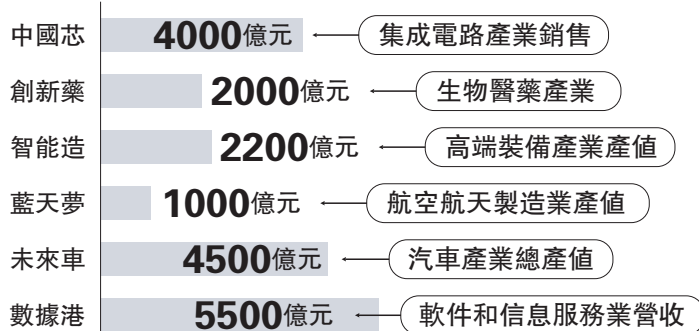 中國芯 4000億元 集成電路產業銷售
創新藥 2000億元 生物醫藥產業
智能造 2200億元 高端裝備產業產值
藍天夢 1000億元 航空航天製造業產值
未來車 4500億元 汽車產業總產值
數據港 5500億元 軟件和信息服務業營收